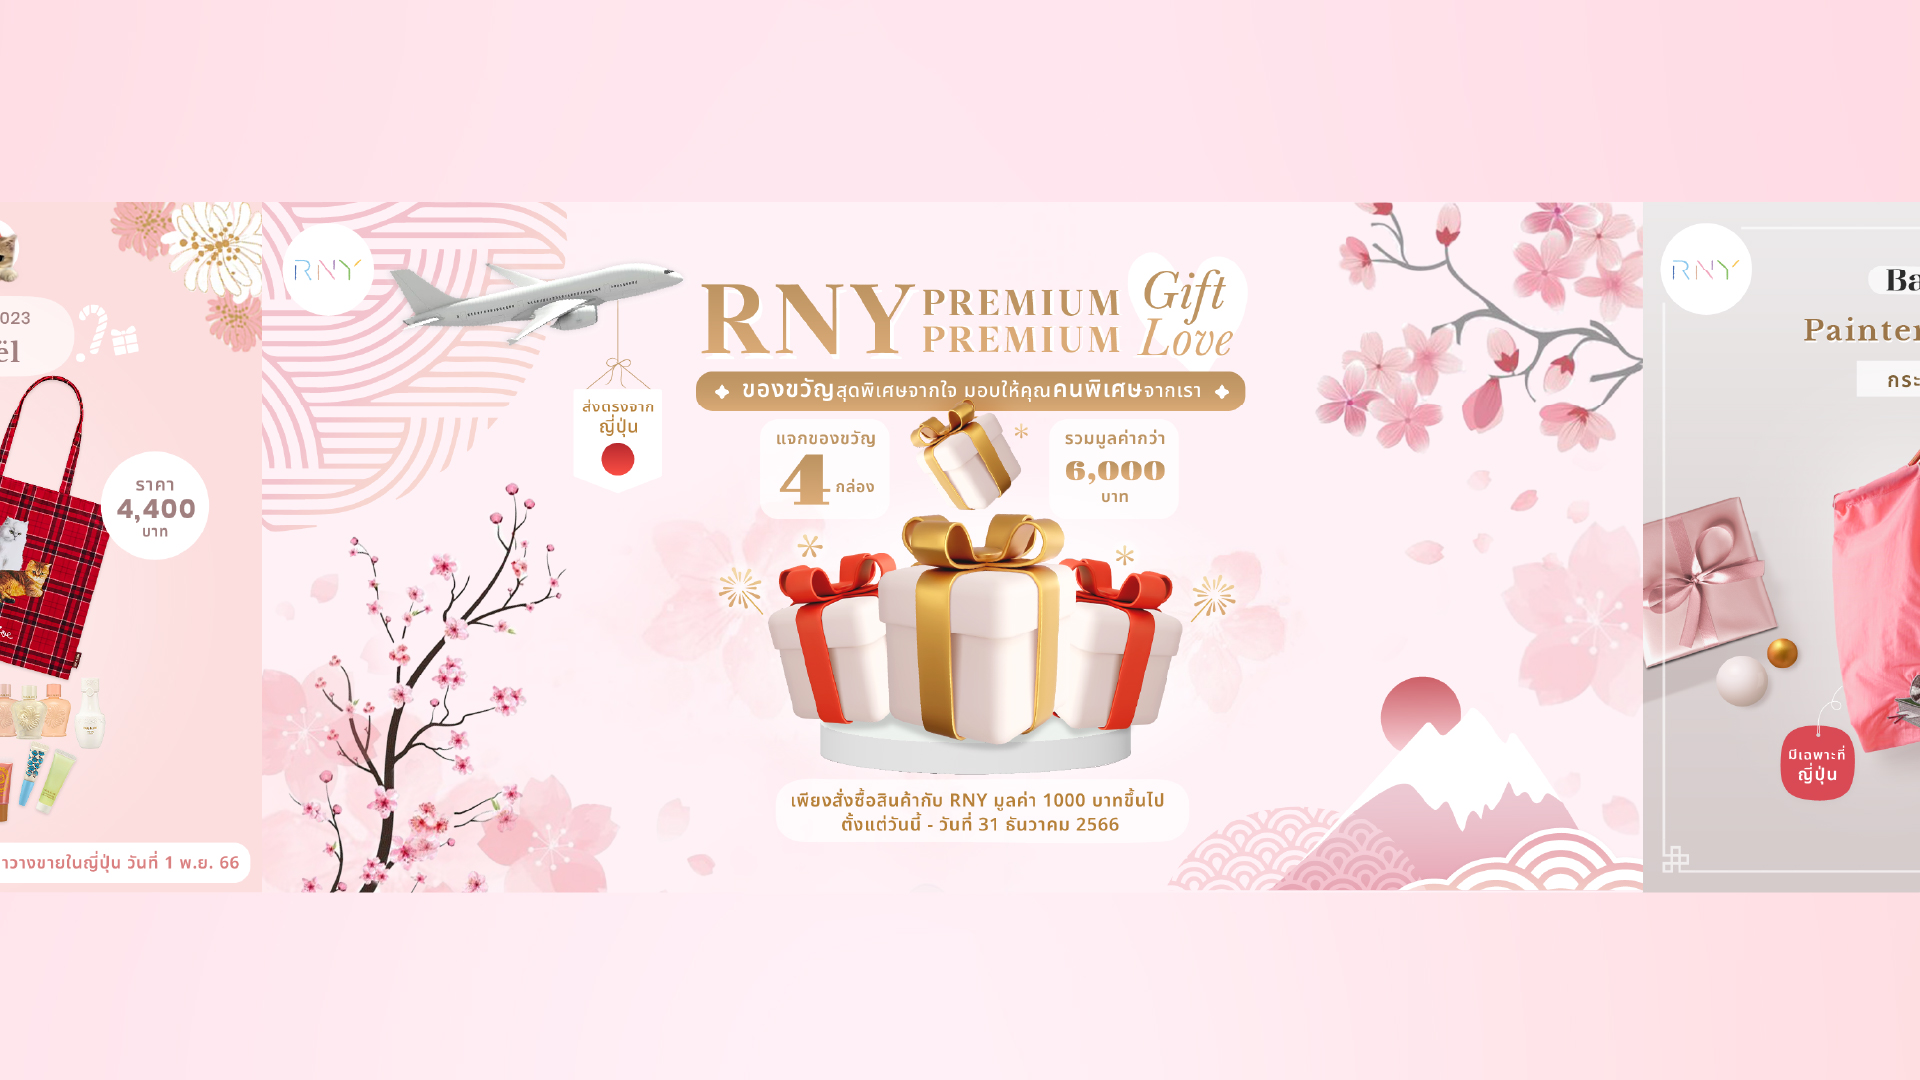 023
ël
ราคา
4,400
บาท
วางขายในญี่ปุ่น วันที่ 1 พ.ย. 66
RNY
ส่งตรงจาก
ญี่ปุ่น
RNY PREMIUM Gift
PREMIUM Love
ของขวัญสุดพิเศษจากใจ มอบให้คุณคนพิเศษจากเรา
แจกของขวัญ
4 กล่อง
รวมมูลค่ากว่า
6,000
บาท
เพียงสั่งซื้อสินค้ากับ RNY มูลค่า 1000 บาทขึ้นไป
ตั้งแต่วันนี้ - วันที่ 31 ธันวาคม 2566
RNY
Ba
Painter
กระ
มีเฉพาะที่
ญี่ปุ่น